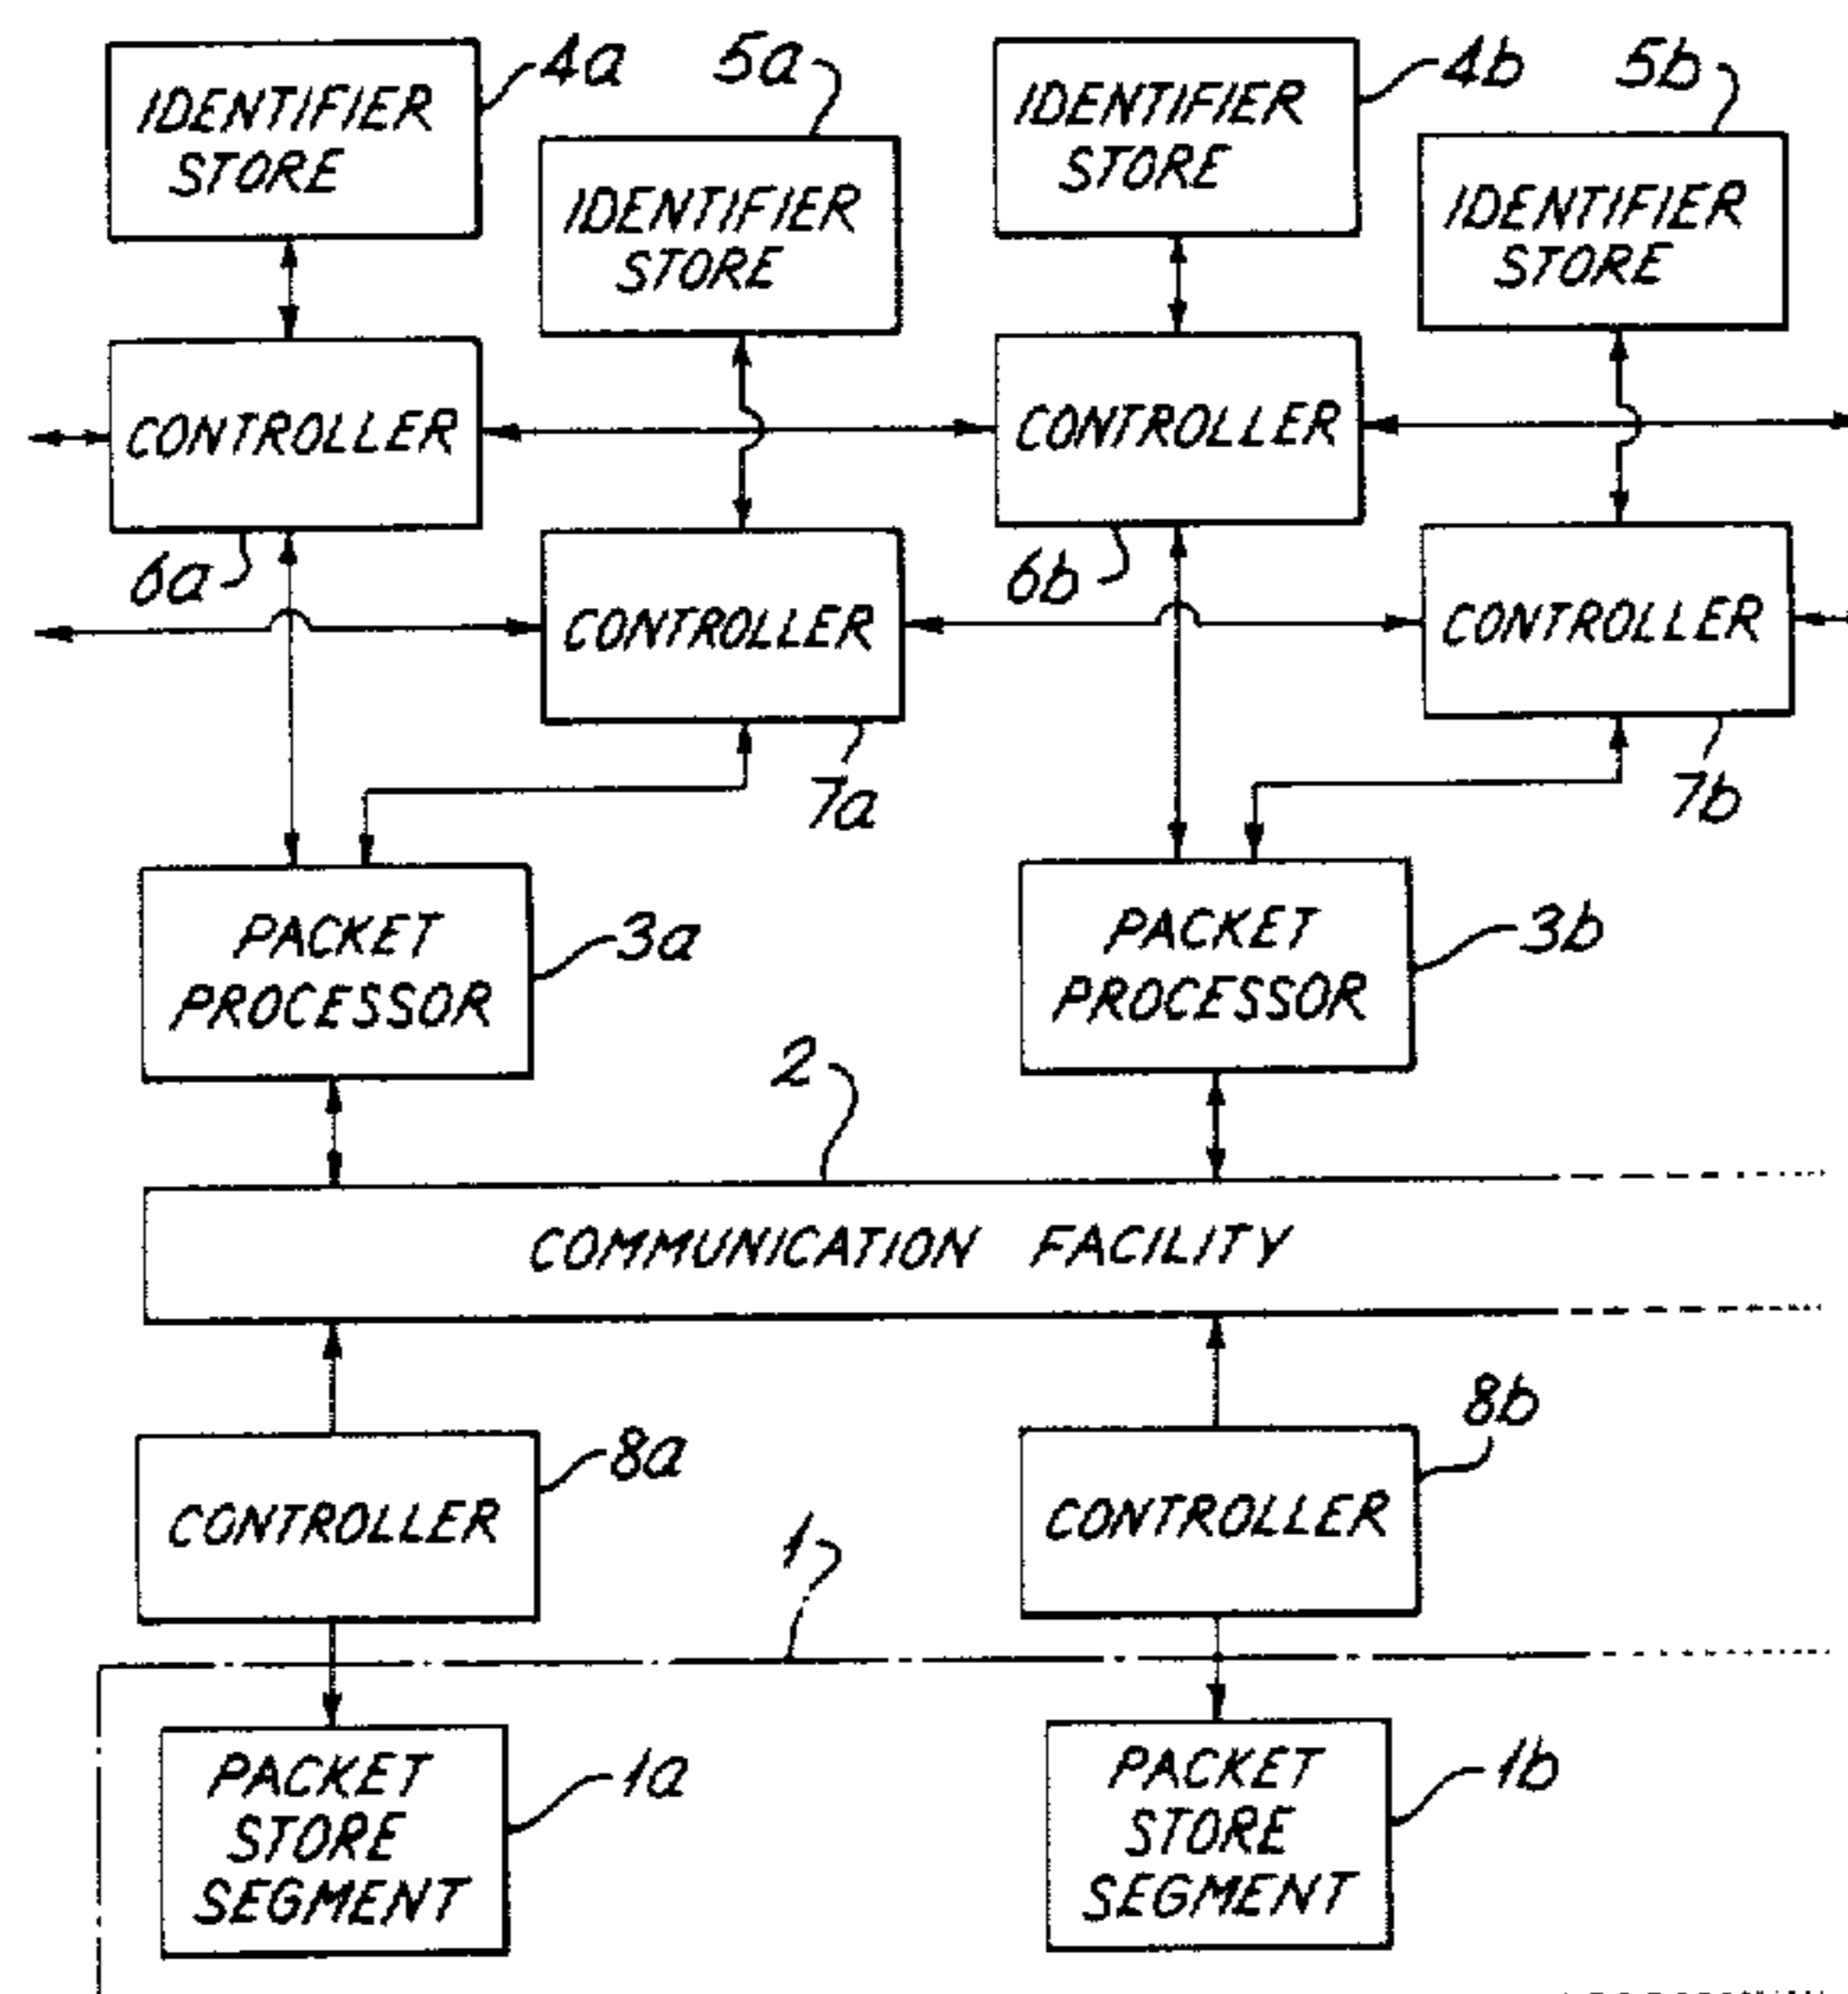 4a
5a
4b
5b
IDENTIFIER
STORE
IDENTIFIER
STORE
IDENTIFIER
STORE
IDENTIFIER
STORE
CONTROLLER
CONTROLLER
6a
6b
CONTROLLER
CONTROLLER
7a
7b
PACKET
PROCESSOR
3a
PACKET
PROCESSOR
3b
2
COMMUNICATION FACILITY
8a
8b
CONTROLLER
CONTROLLER
1
PACKET
STORE
SEGMENT
1a
PACKET
STORE
SEGMENT
1b